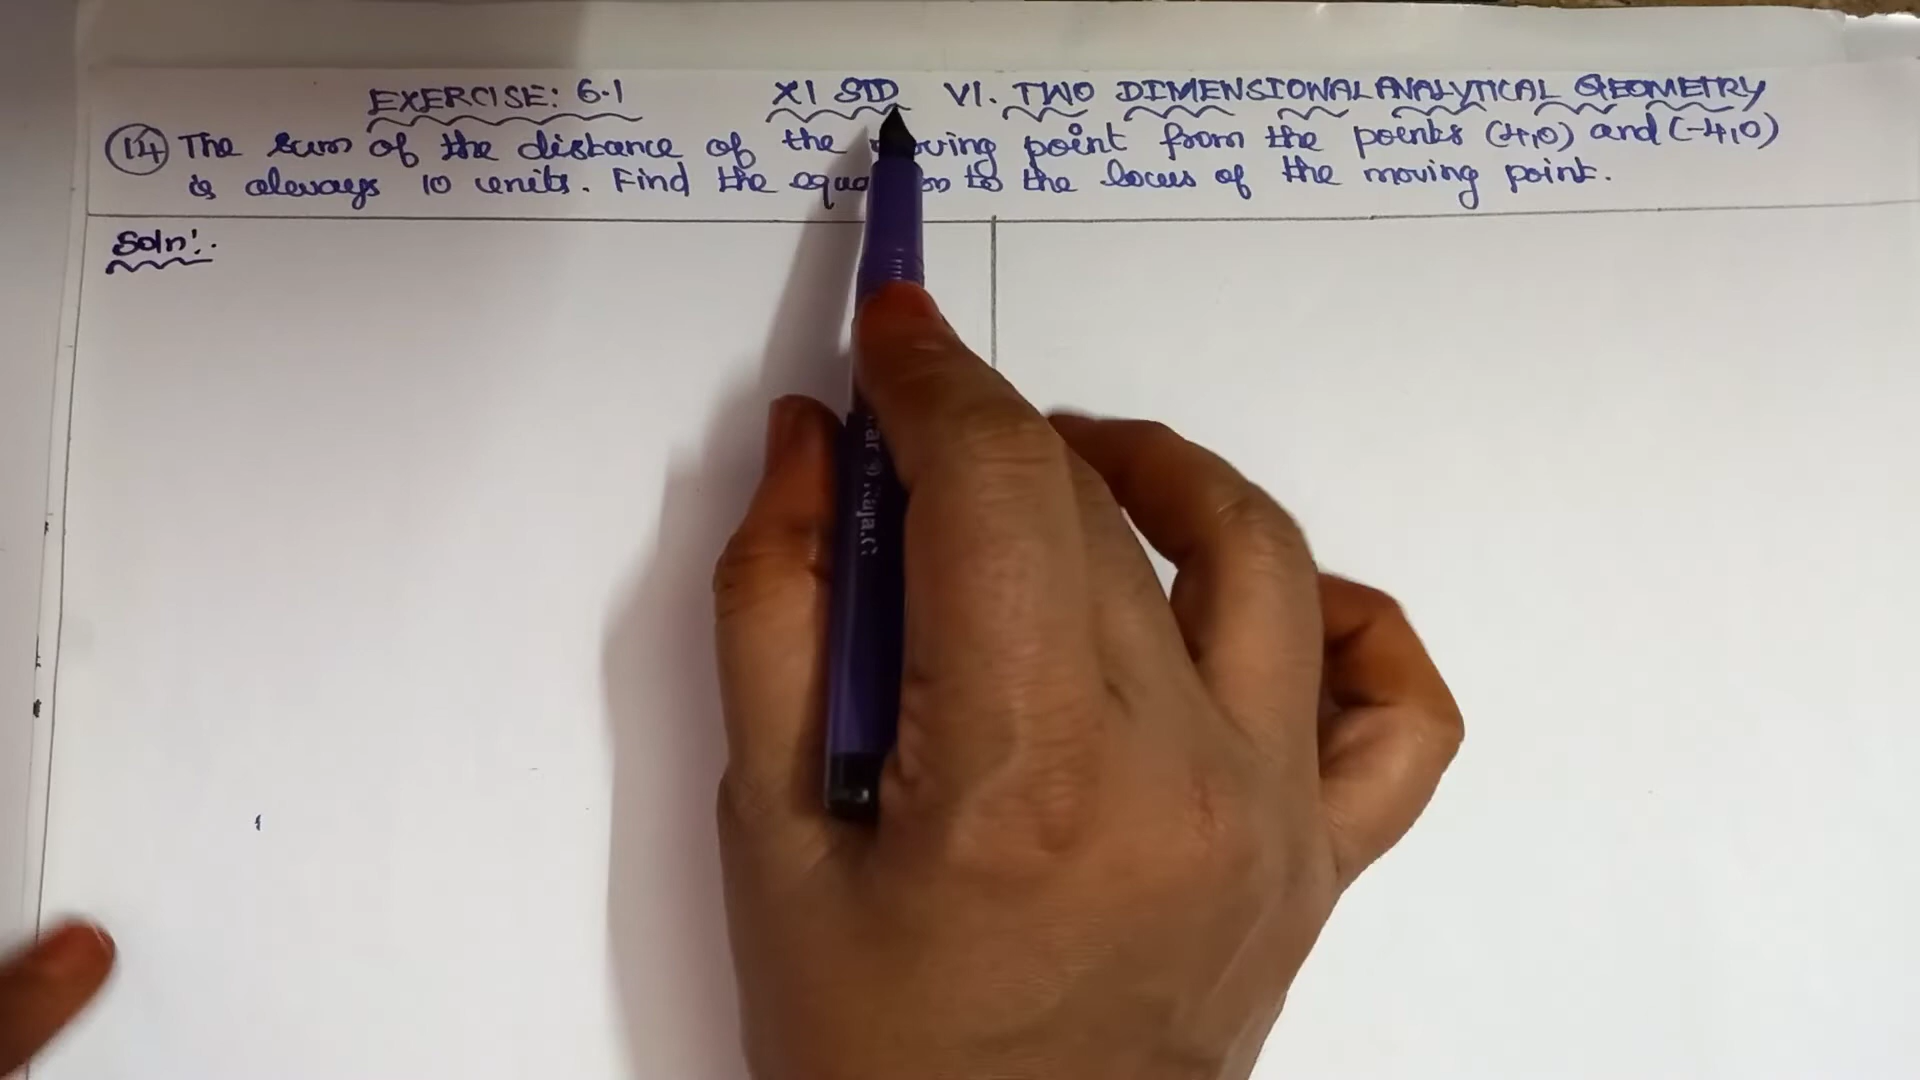 EXERCISE: 6.1 XI STD VI. TWO DIMENSIONAL ANALYTICAL GEOMETRY
14 The sum of the distance of the point from the points (4,0) and (-4,0)
is always 10 units. Find the to the locus of the moving point.
Soln:.